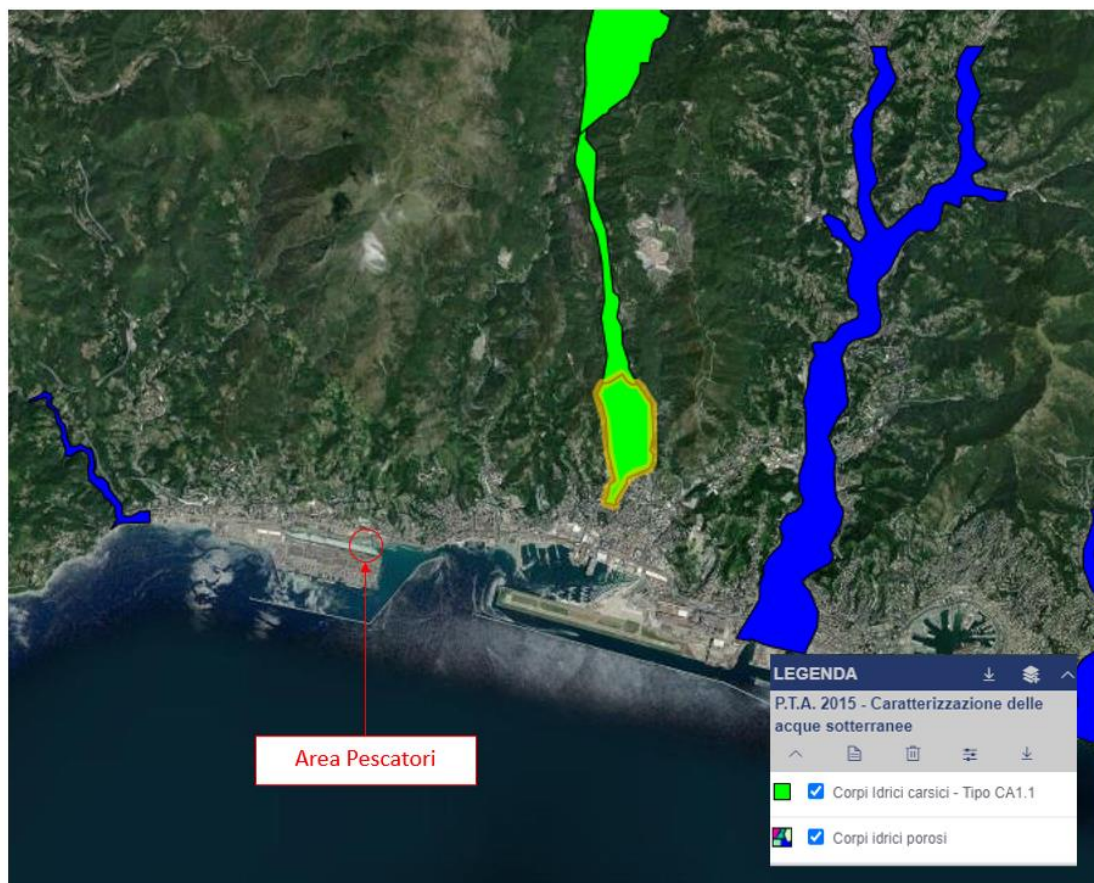 Area Pescatori
LEGENDA
P.T.A. 2015 - Caratterizzazione delle
acque sotterranee
Corpi Idrici carsici - Tipo CA1.1
Corpi idrici porosi